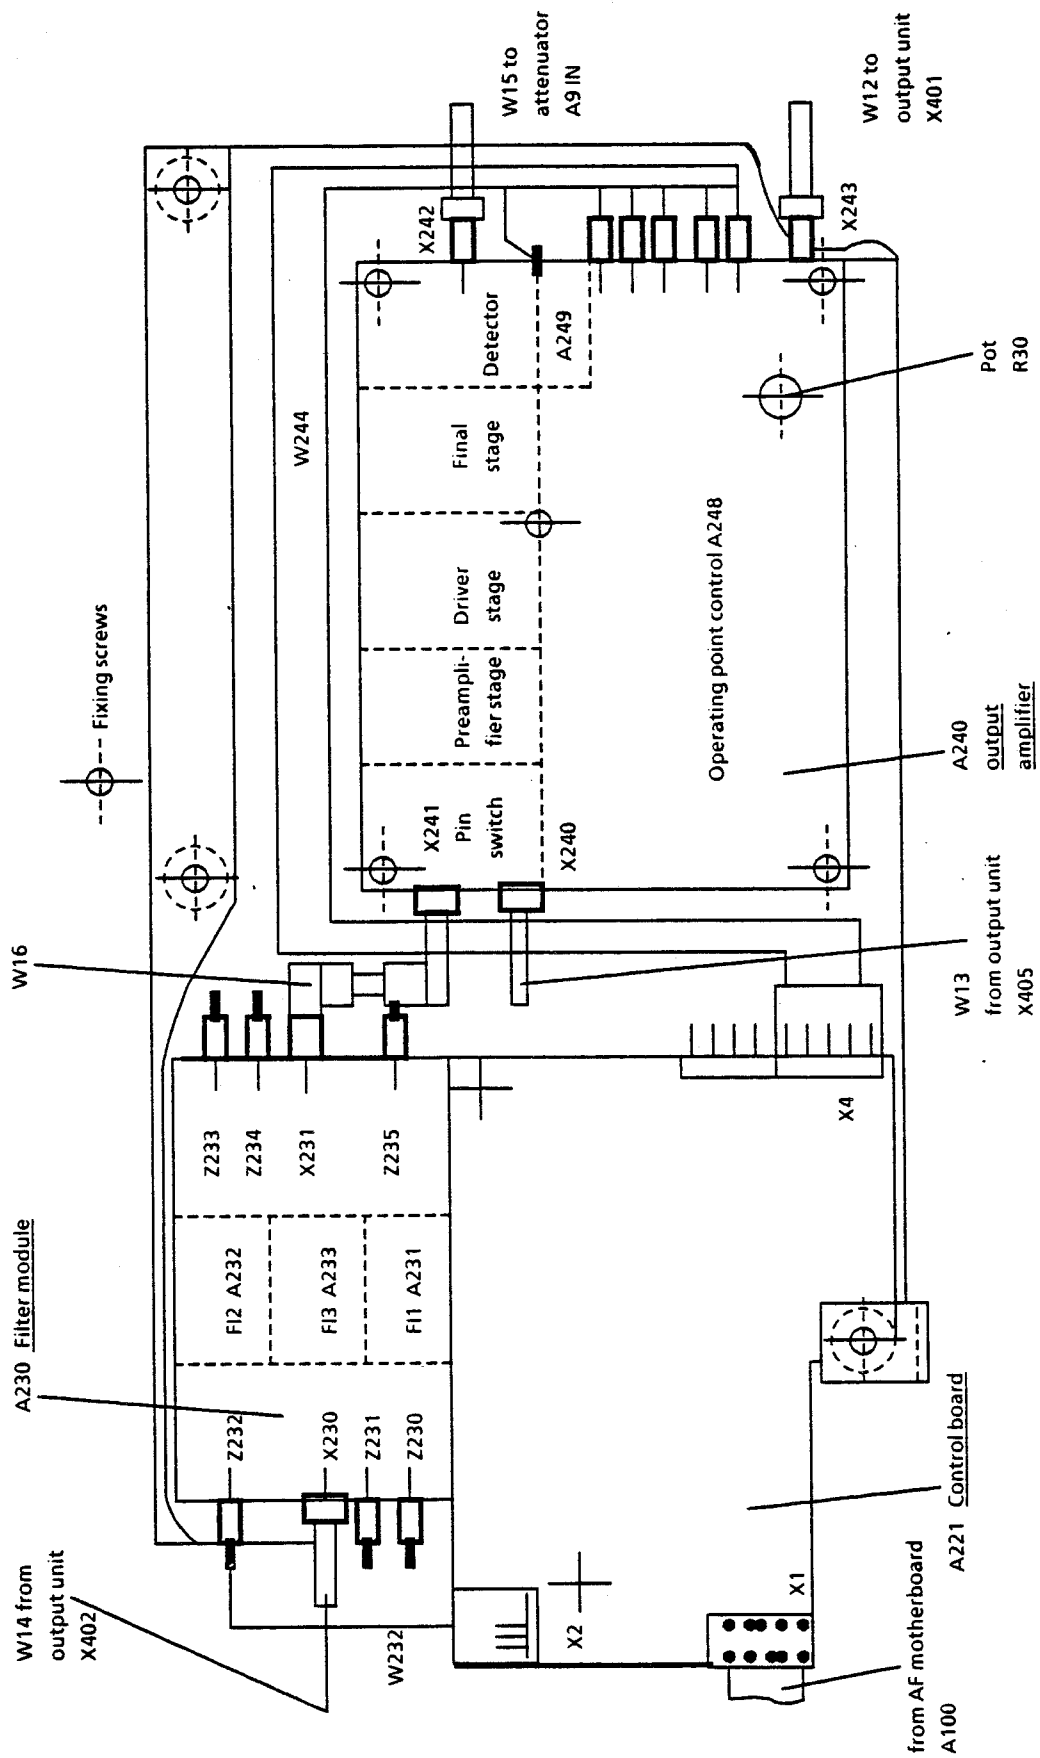 W14 from
output unit
X402
A230 Filter module
W16
Fixing screws
W15 to
attenuator
A9 IN
W12 to
output unit
X401
W232
Z232
X230
Z231
Z230
FI2 A232
FI3 A233
FI1 A231
Z233
Z234
X231
Z235
W244
X241
Pin
switch
X240
Preampli-
fier stage
Driver
stage
Final
stage
Detector
A249
X242
X243
Operating point control A248
Pot
R30
X2
X1
X4
from AF motherboard
A100
A221 Control board
W13
from output unit
X405
A240
output
amplifier